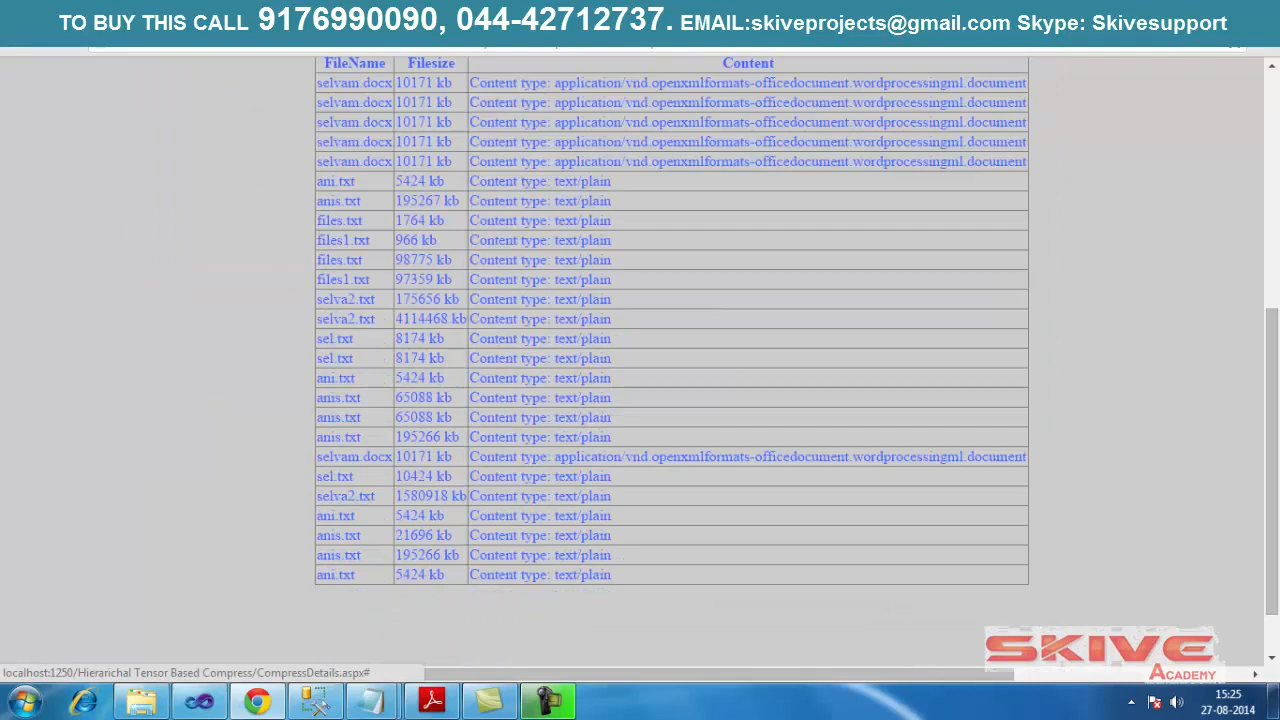 TO BUY THIS CALL 9176990090, 044-42712737. EMAIL:skiveprojects@gmail.com Skype: Skivesupport
FileName Filesize Content
selvam.docx 10171 kb Content type: application/vnd.openxmlformats-officedocument.wordprocessingml.document
selvam.docx 10171 kb Content type: application/vnd.openxmlformats-officedocument.wordprocessingml.document
selvam.docx 10171 kb Content type: application/vnd.openxmlformats-officedocument.wordprocessingml.document
selvam.docx 10171 kb Content type: application/vnd.openxmlformats-officedocument.wordprocessingml.document
selvam.docx 10171 kb Content type: application/vnd.openxmlformats-officedocument.wordprocessingml.document
ani.txt 5424 kb Content type: text/plain
anis.txt 195267 kb Content type: text/plain
files.txt 1764 kb Content type: text/plain
files1.txt 966 kb Content type: text/plain
files.txt 98775 kb Content type: text/plain
files1.txt 97359 kb Content type: text/plain
selva2.txt 175656 kb Content type: text/plain
selva2.txt 4114468 kb Content type: text/plain
sel.txt 8174 kb Content type: text/plain
sel.txt 8174 kb Content type: text/plain
ani.txt 5424 kb Content type: text/plain
anis.txt 65088 kb Content type: text/plain
anis.txt 65088 kb Content type: text/plain
anis.txt 195266 kb Content type: text/plain
selvam.docx 10171 kb Content type: application/vnd.openxmlformats-officedocument.wordprocessingml.document
sel.txt 10424 kb Content type: text/plain
selva2.txt 1580918 kb Content type: text/plain
ani.txt 5424 kb Content type: text/plain
anis.txt 21696 kb Content type: text/plain
anis.txt 195266 kb Content type: text/plain
ani.txt 5424 kb Content type: text/plain
SKIVE
ACADEMY
localhost:1250/Hierarichal Tensor Based Compress/CompressDetails.aspx#
15:25
27-08-2014